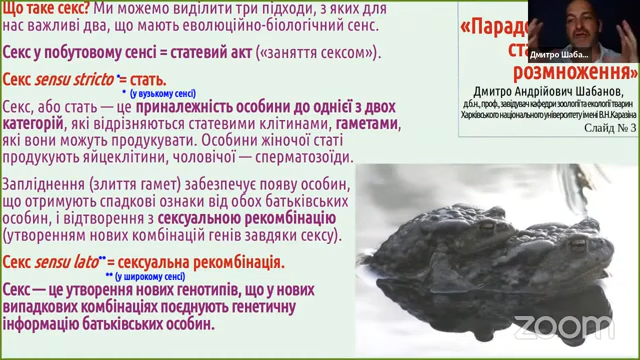 Що таке секс? Ми можемо виділити три підходи, з яких для
нас важливі два, що мають еволюційно-біологічний сенс.
Секс у побутовому сенсі = статевий акт («заняття сексом»).
Секс sensu stricto * = стать.
* (у вузькому сенсі)
Секс, або стать — це приналежність особини до однієї з двох
категорій, які відрізняються статевими клітинами, гаметами,
які вони можуть продукувати. Особини жіночої статі
продукують яйцеклітини, чоловічої — сперматозоїди.
Запліднення (злиття гамет) забезпечує появу особин,
що отримують спадкові ознаки від обох батьківських
особин, і відтворення з сексуальною рекомбінацією
(утворенням нових комбінацій генів завдяки сексу).
Секс sensu lato** = сексуальна рекомбінація.
** (у широкому сенсі)
Секс — це утворення нових генотипів, що у нових
випадкових комбінаціях поєднують генетичну
інформацію батьківських особин.
«Парадо
ста
розмноження»
Дмитро Шаба...
Дмитро Андрійович Шабанов,
д.б.н., проф., завідувач кафедри зоології та екології тварин
Харківського національного університету імені В.Н.Каразіна
Слайд № 3
zoom